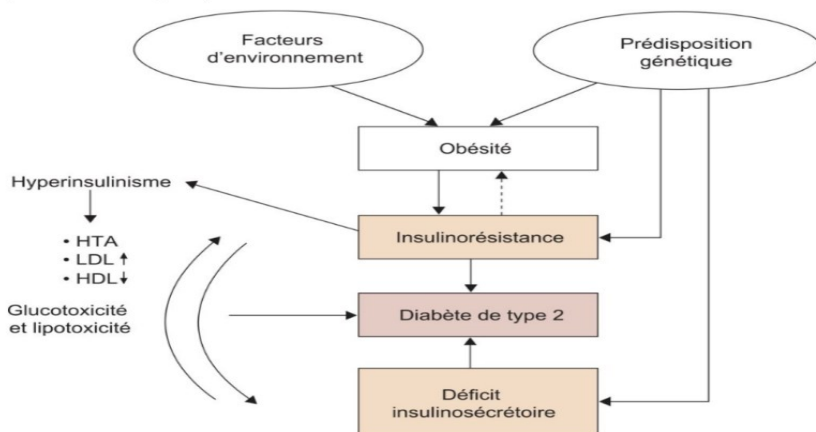 Facteurs
d'environnement
Prédisposition
génétique
Obésité
Hyperinsulinisme
Insulinorésistance
• HTA
• LDL ↑
• HDL ↓
Glucotoxicité
et lipotoxicité
Diabète de type 2
Déficit
insulinosécrétoire